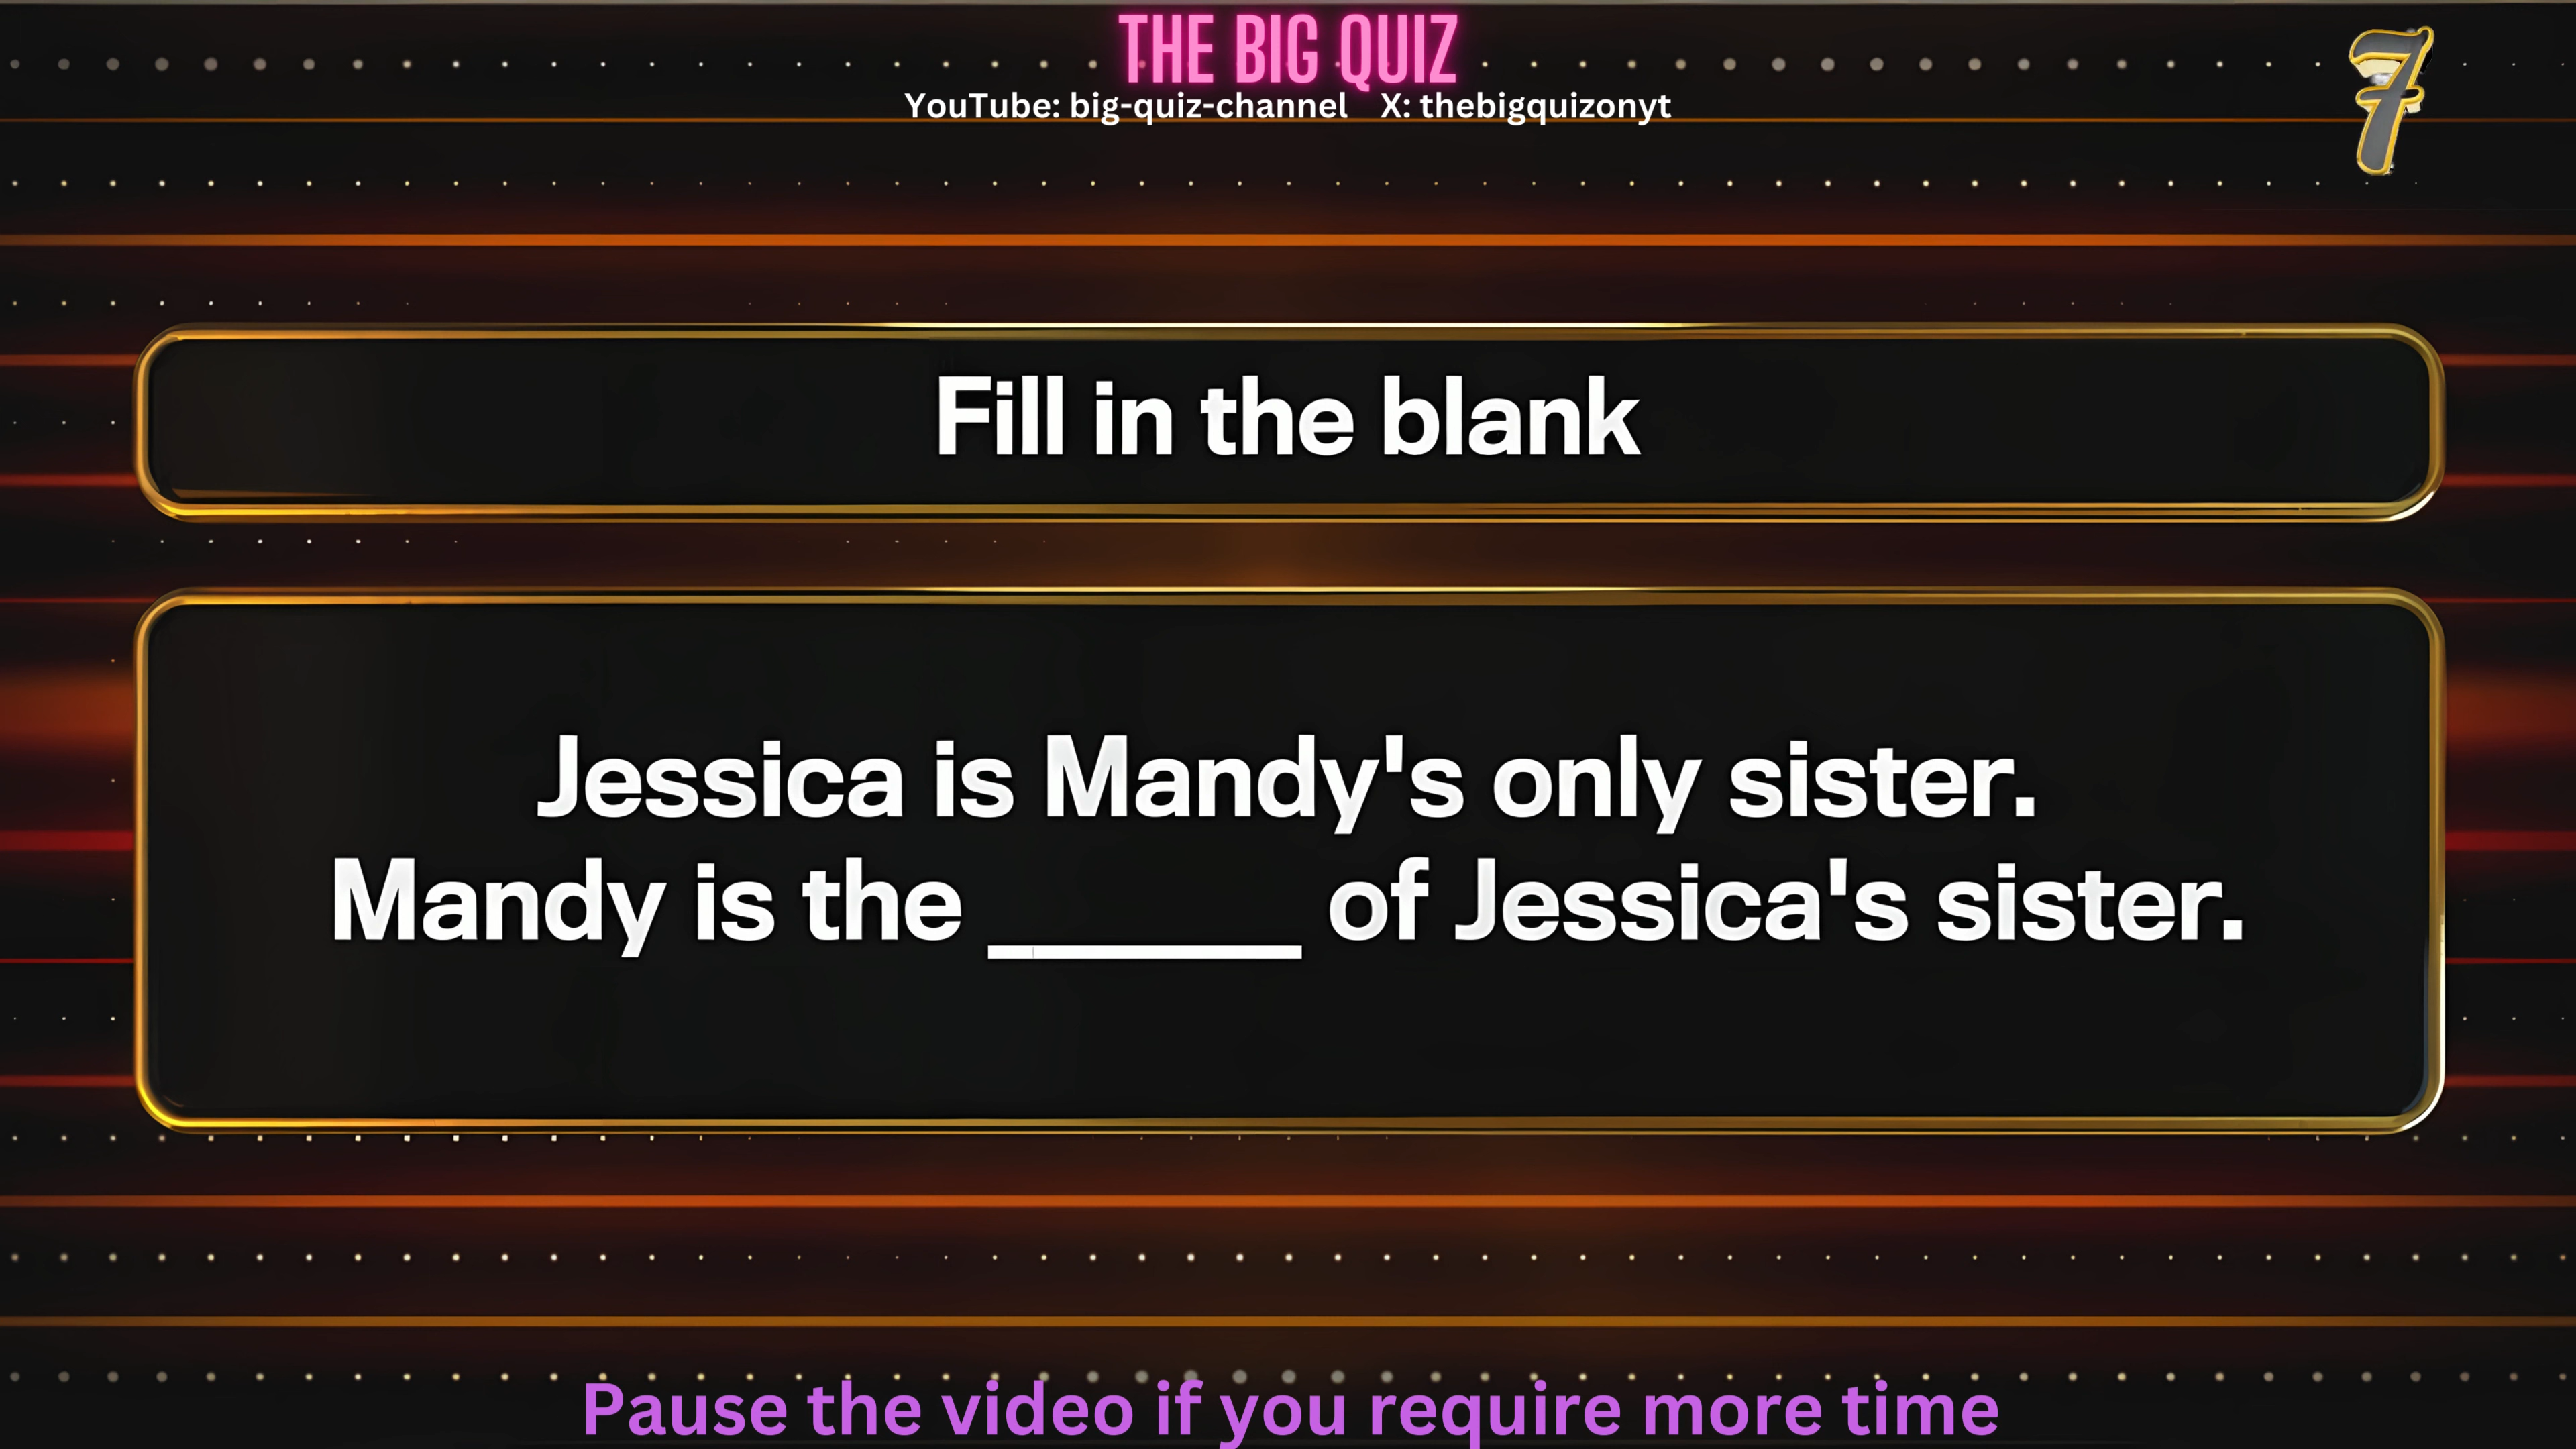 THE BIG QUIZ
YouTube: big-quiz-channel X: thebigquizonyt
7
Fill in the blank
Jessica is Mandy's only sister.
Mandy is the ______ of Jessica's sister.
Pause the video if you require more time